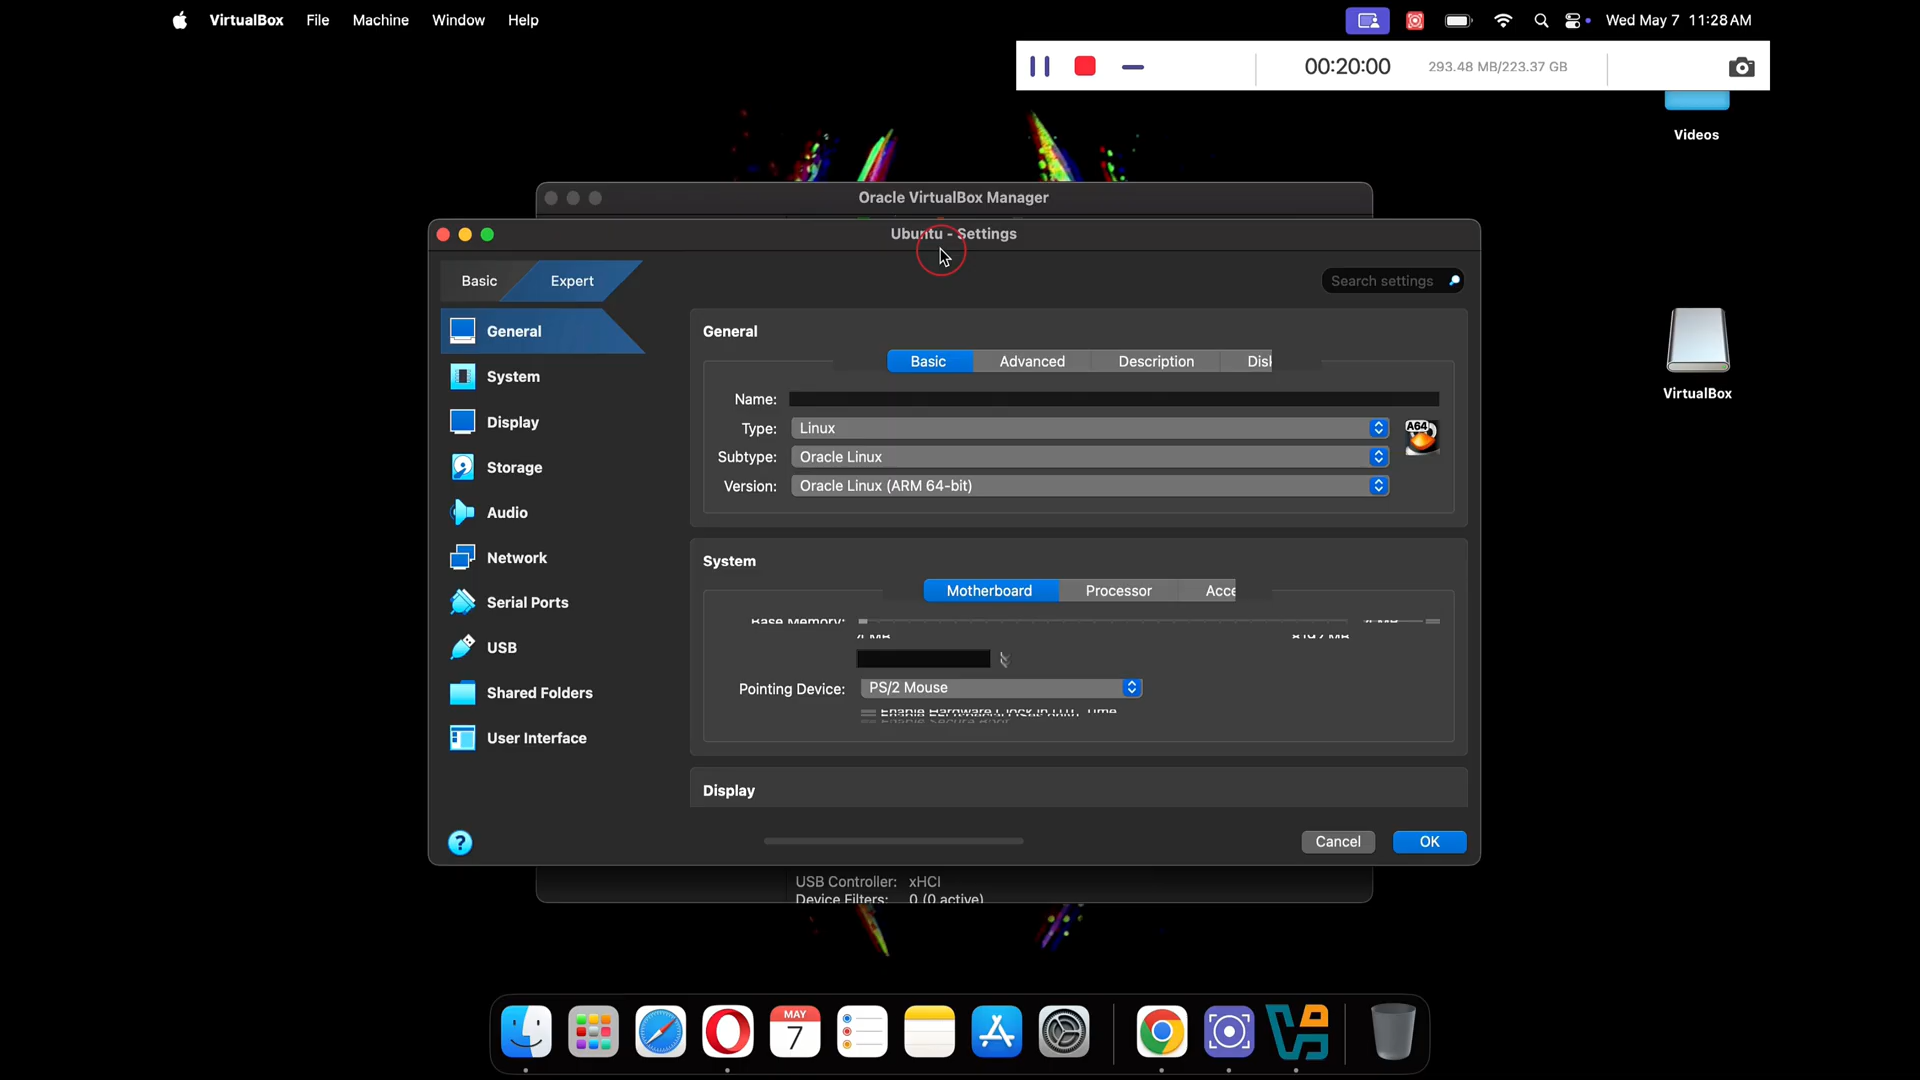 VirtualBox File Machine Window Help
Wed May 7 11:28 AM
00:20:00 293.48 MB/223.37 GB
Videos
Oracle VirtualBox Manager
Ubuntu - Settings
Basic Expert
Search settings
General
System
Display
Storage
Audio
Network
Serial Ports
USB
Shared Folders
User Interface
General
Basic Advanced Description
Name:
Type: Linux
A64
Subtype: Oracle Linux
Version: Oracle Linux (ARM 64-bit)
System
Motherboard Processor
Base Memory:
Pointing Device: PS/2 Mouse
Display
?
Cancel OK
USB Controller: xHCI
Device Filters: 0 (0 active)
VirtualBox
MAY
7